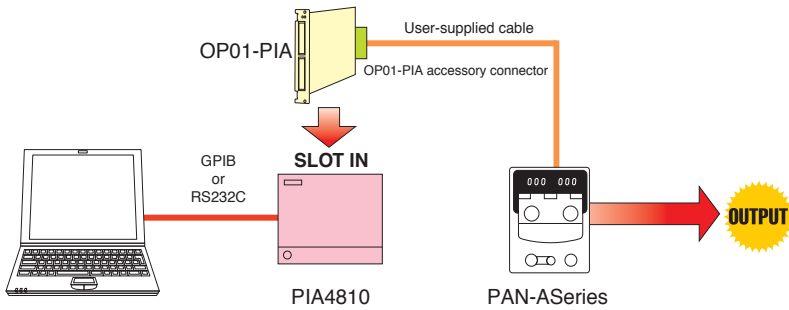 User-supplied cable
OP01-PIA
OP01-PIA accessory connector
GPIB
or
RS232C
SLOT IN
000 000
OUTPUT
PIA4810
PAN-ASeries